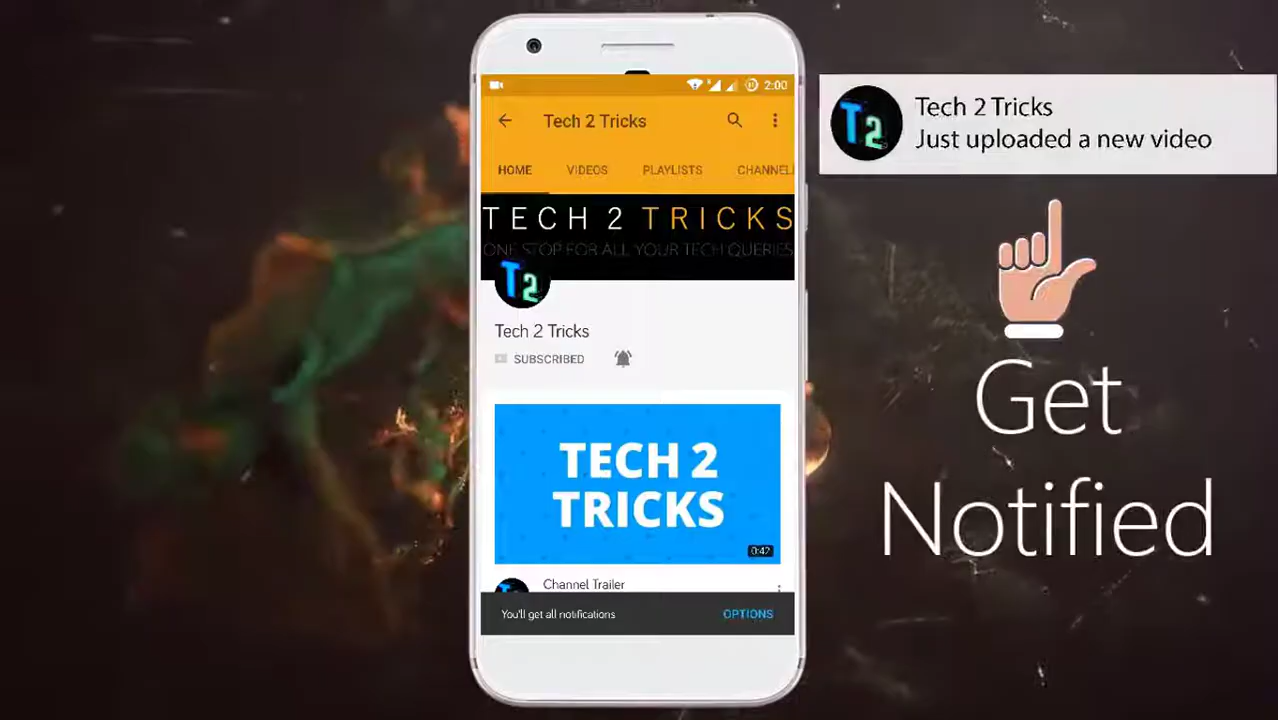 2:00
Tech 2 Tricks
HOME VIDEOS PLAYLISTS CHANNEL
TECH 2 TRICKS
ONE STOP FOR ALL YOUR TECH QUERIES
T2
Tech 2 Tricks
SUBSCRIBED
TECH 2
TRICKS
0:42
Channel Trailer
You'll get all notifications OPTIONS
T2
Tech 2 Tricks
Just uploaded a new video
Get
Notified